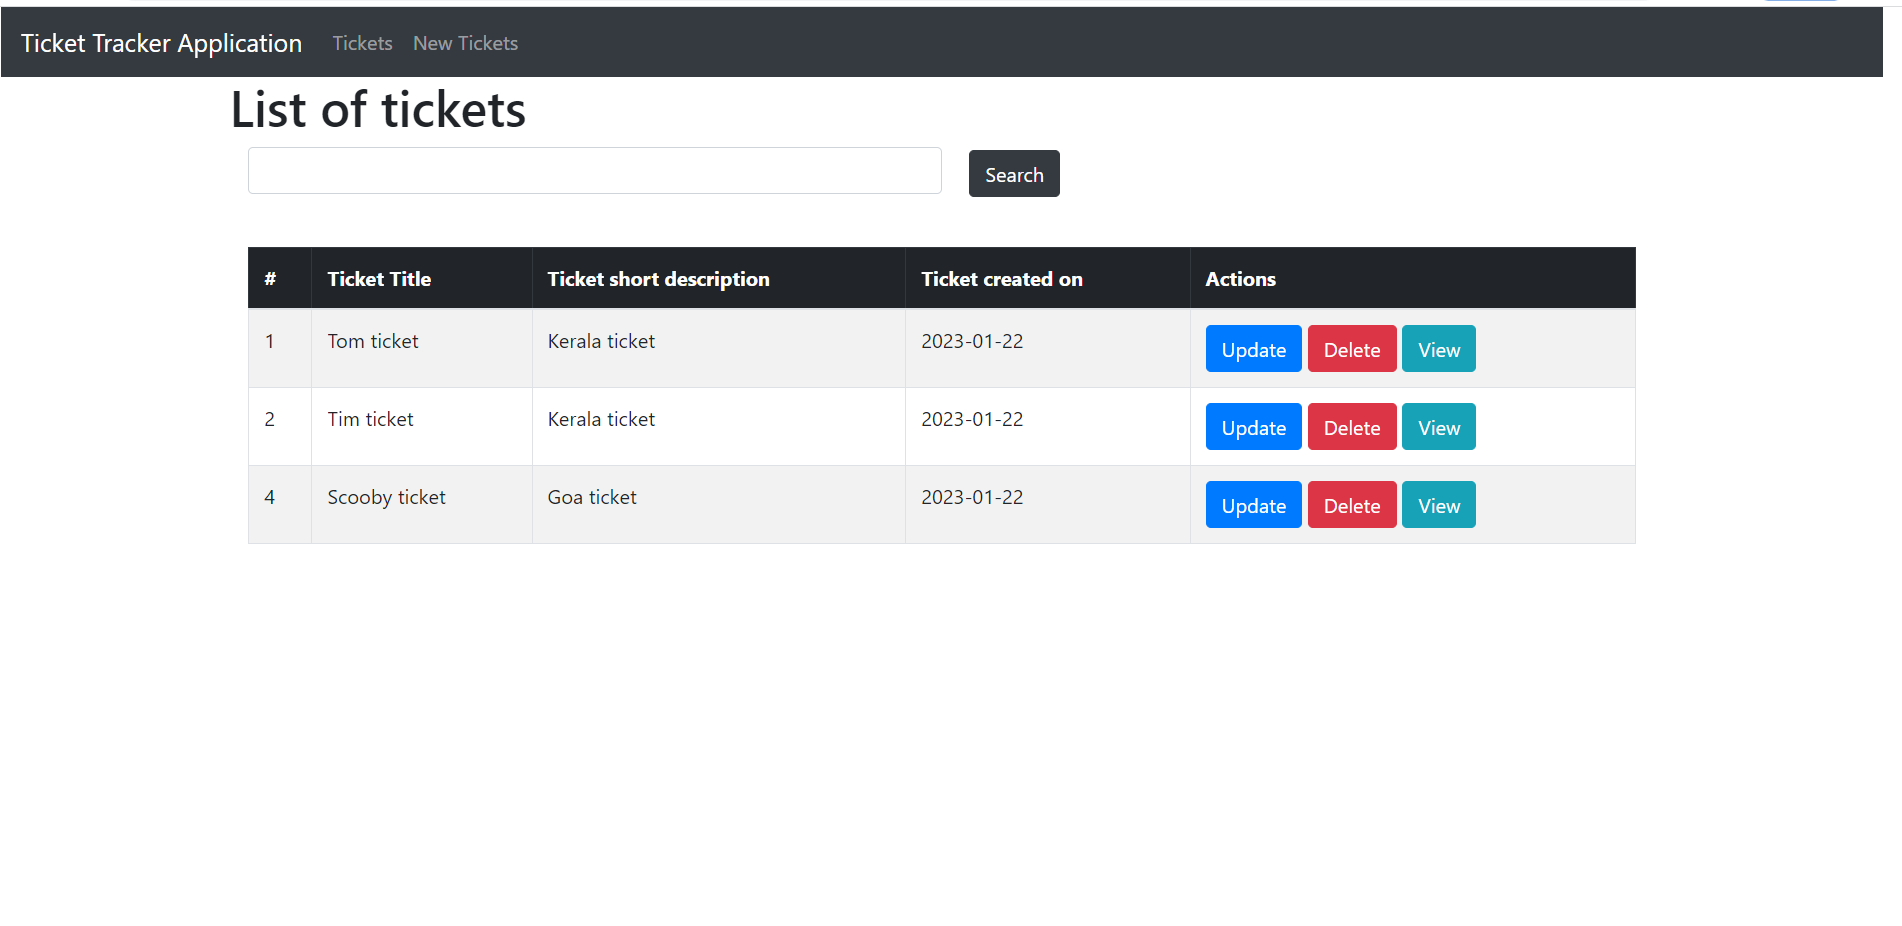 Ticket Tracker Application Tickets New Tickets
List of tickets
Search
# Ticket Title Ticket short description Ticket created on Actions
1 Tom ticket Kerala ticket 2023-01-22 Update Delete View
2 Tim ticket Kerala ticket 2023-01-22 Update Delete View
4 Scooby ticket Goa ticket 2023-01-22 Update Delete View